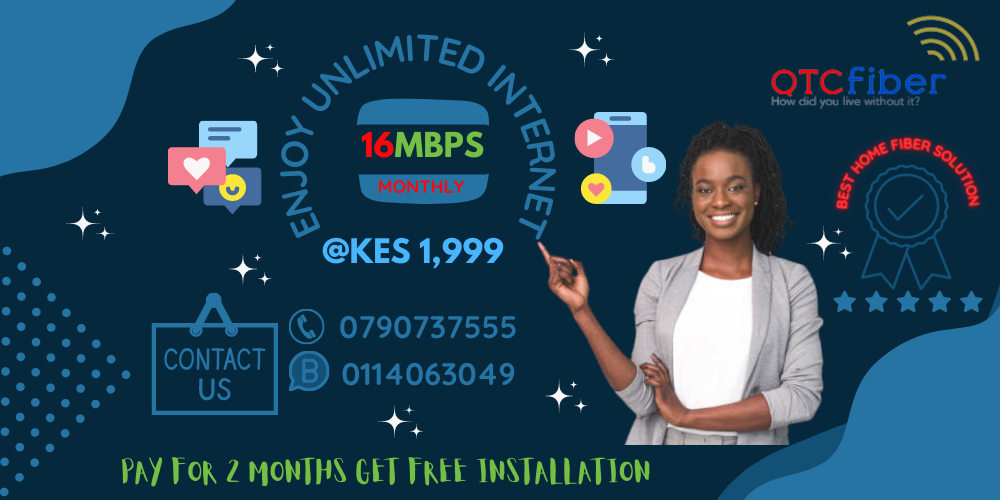 QTCFiber
How did you live without it?
ENJOY UNLIMITED INTERNET
16MBPS
MONTHLY
@KES 1,999
BEST HOME FIBER SOLUTION
CONTACT
US
0790737555
B
0114063049
PAY FOR 2 MONTHS GET FREE INSTALLATION